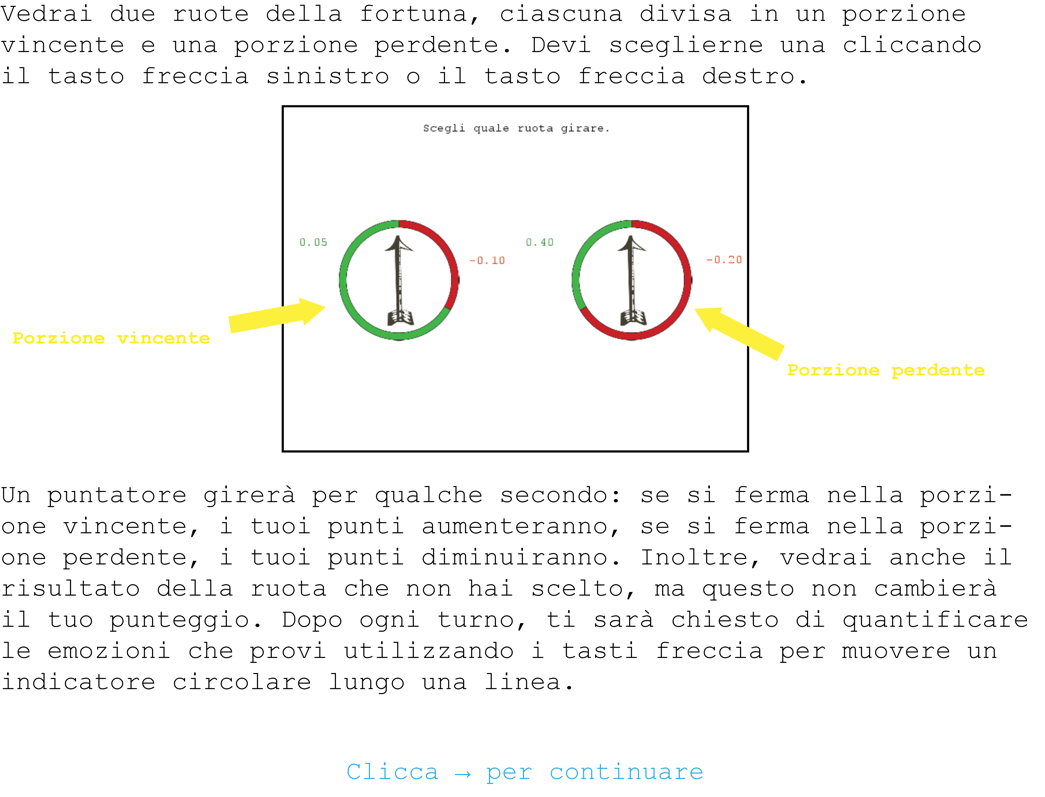 Vedrai due ruote della fortuna, ciascuna divisa in un porzione
vincente e una porzione perdente. Devi sceglierne una cliccando
il tasto freccia sinistro o il tasto freccia destro.
Scegli quale ruota girare.
0.05
-0.10
0.40
-0.20
Porzione vincente
Porzione perdente
Un puntatore girerà per qualche secondo: se si ferma nella porzi-
one vincente, i tuoi punti aumenteranno, se si ferma nella porzi-
one perdente, i tuoi punti diminuiranno. Inoltre, vedrai anche il
risultato della ruota che non hai scelto, ma questo non cambierà
il tuo punteggio. Dopo ogni turno, ti sarà chiesto di quantificare
le emozioni che provi utilizzando i tasti freccia per muovere un
indicatore circolare lungo una linea.
Clicca → per continuare